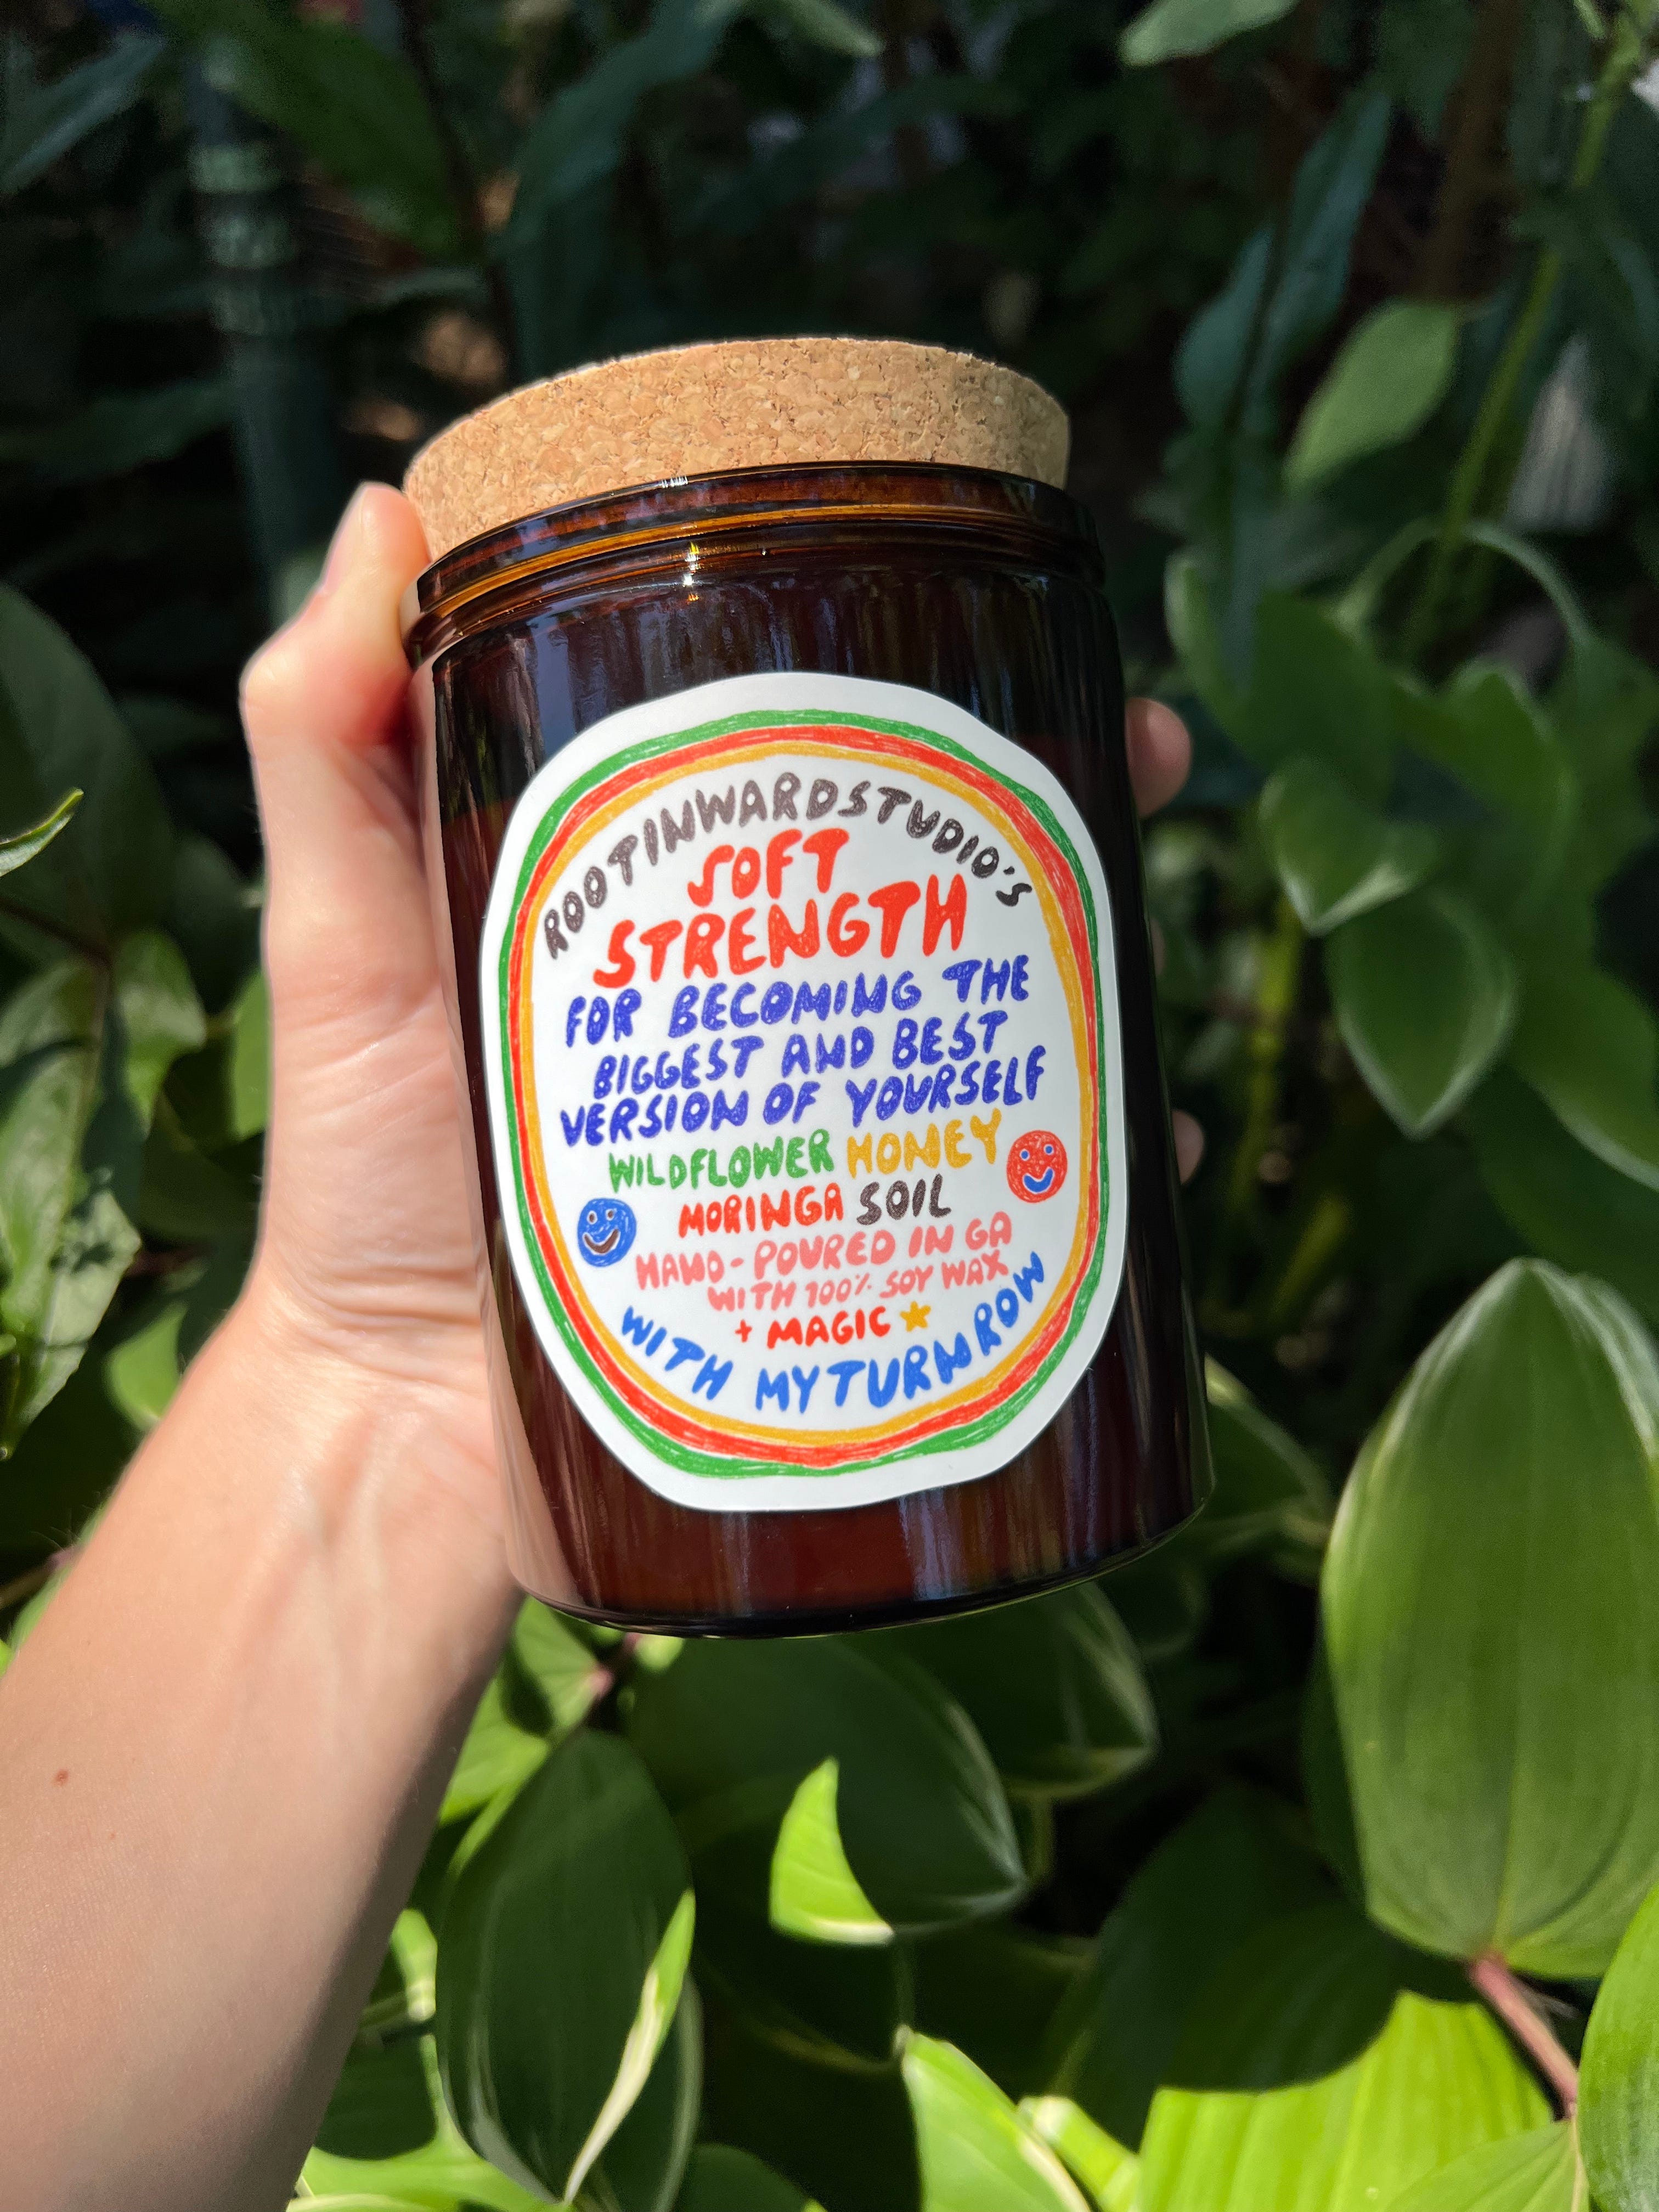 ROOTINWARDSTUDIO'S
SOFT
STRENGTH
FOR BECOMING THE
BIGGEST AND BEST
VERSION OF YOURSELF
WILDFLOWER HONEY
MORINGA SOIL
HAND-POURED IN GA
WITH 100% SOY WAX
+ MAGIC
WITH MYTURNROW